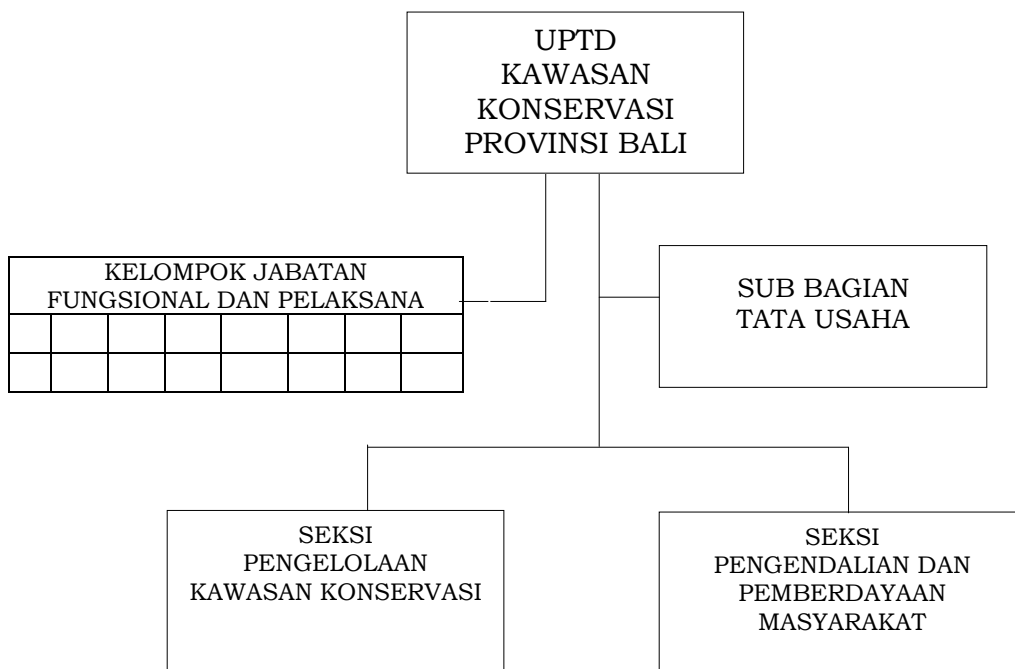 UPTD
KAWASAN
KONSERVASI
PROVINSI BALI
KELOMPOK JABATAN
FUNGSIONAL DAN PELAKSANA
SUB BAGIAN
TATA USAHA
SEKSI
PENGELOLAAN
KAWASAN KONSERVASI
SEKSI
PENGENDALIAN DAN
PEMBERDAYAAN
MASYARAKAT